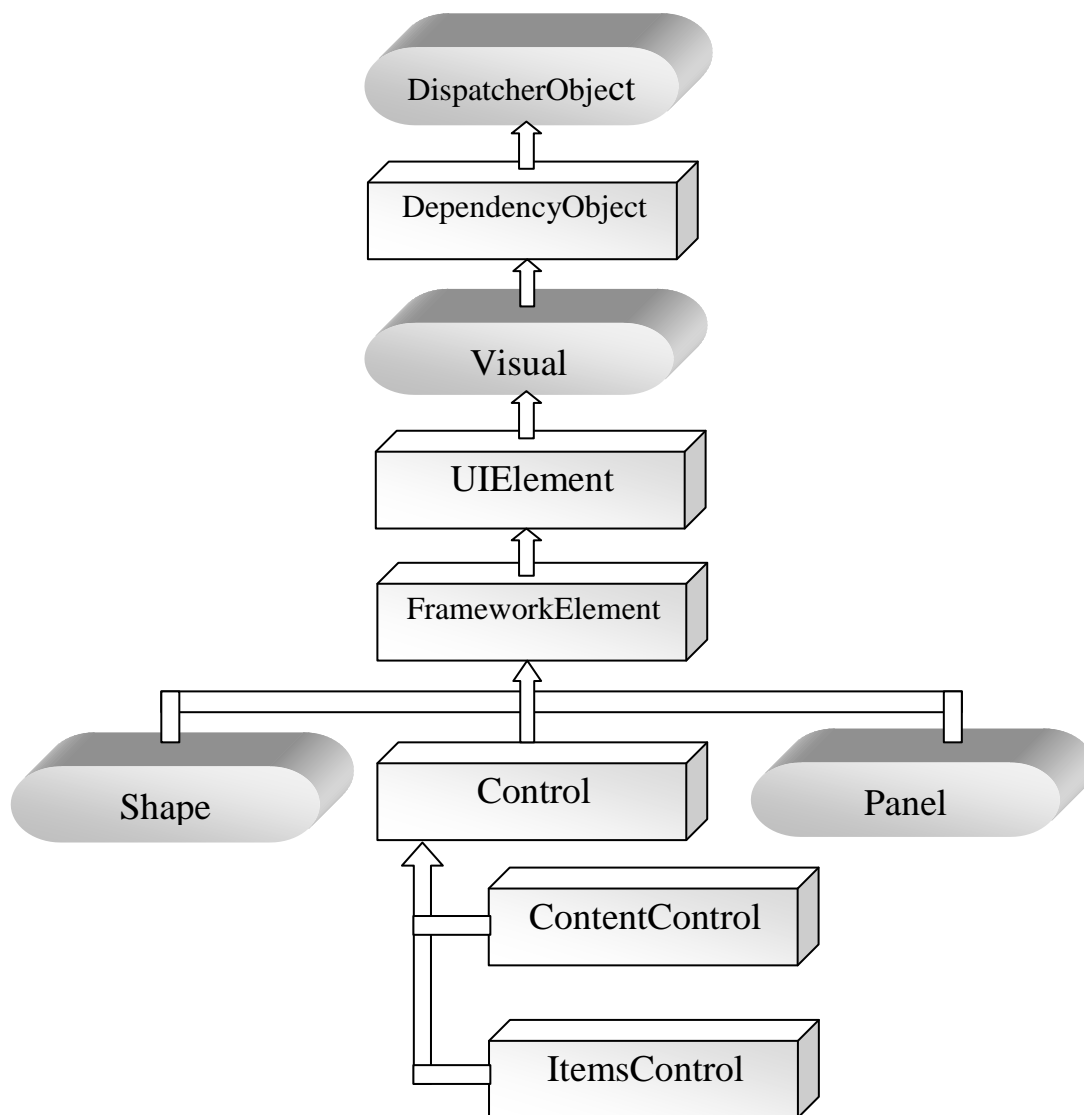 DispatcherObject
DependencyObject
Visual
UIElement
FrameworkElement
Shape
Control
Panel
ContentControl
ItemsControl